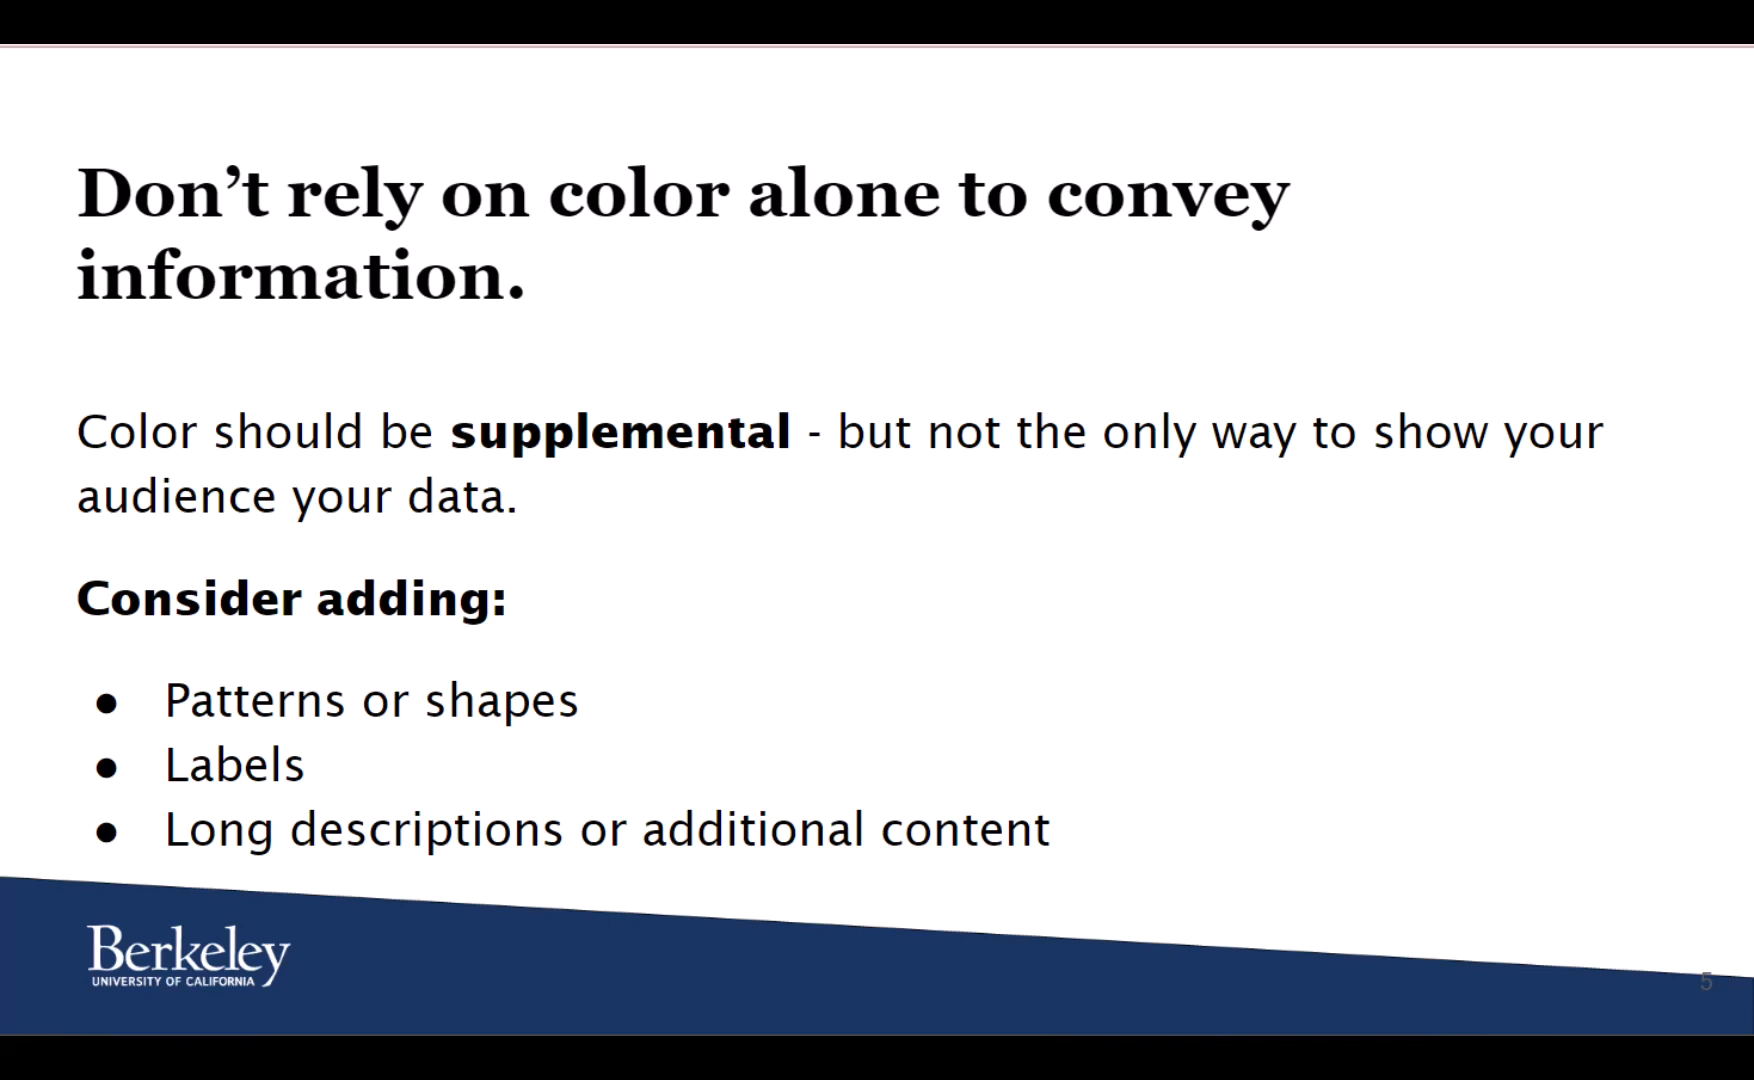 Don’t rely on color alone to convey
information.
Color should be supplemental - but not the only way to show your
audience your data.
Consider adding:
● Patterns or shapes
● Labels
● Long descriptions or additional content
Berkeley
UNIVERSITY OF CALIFORNIA
5